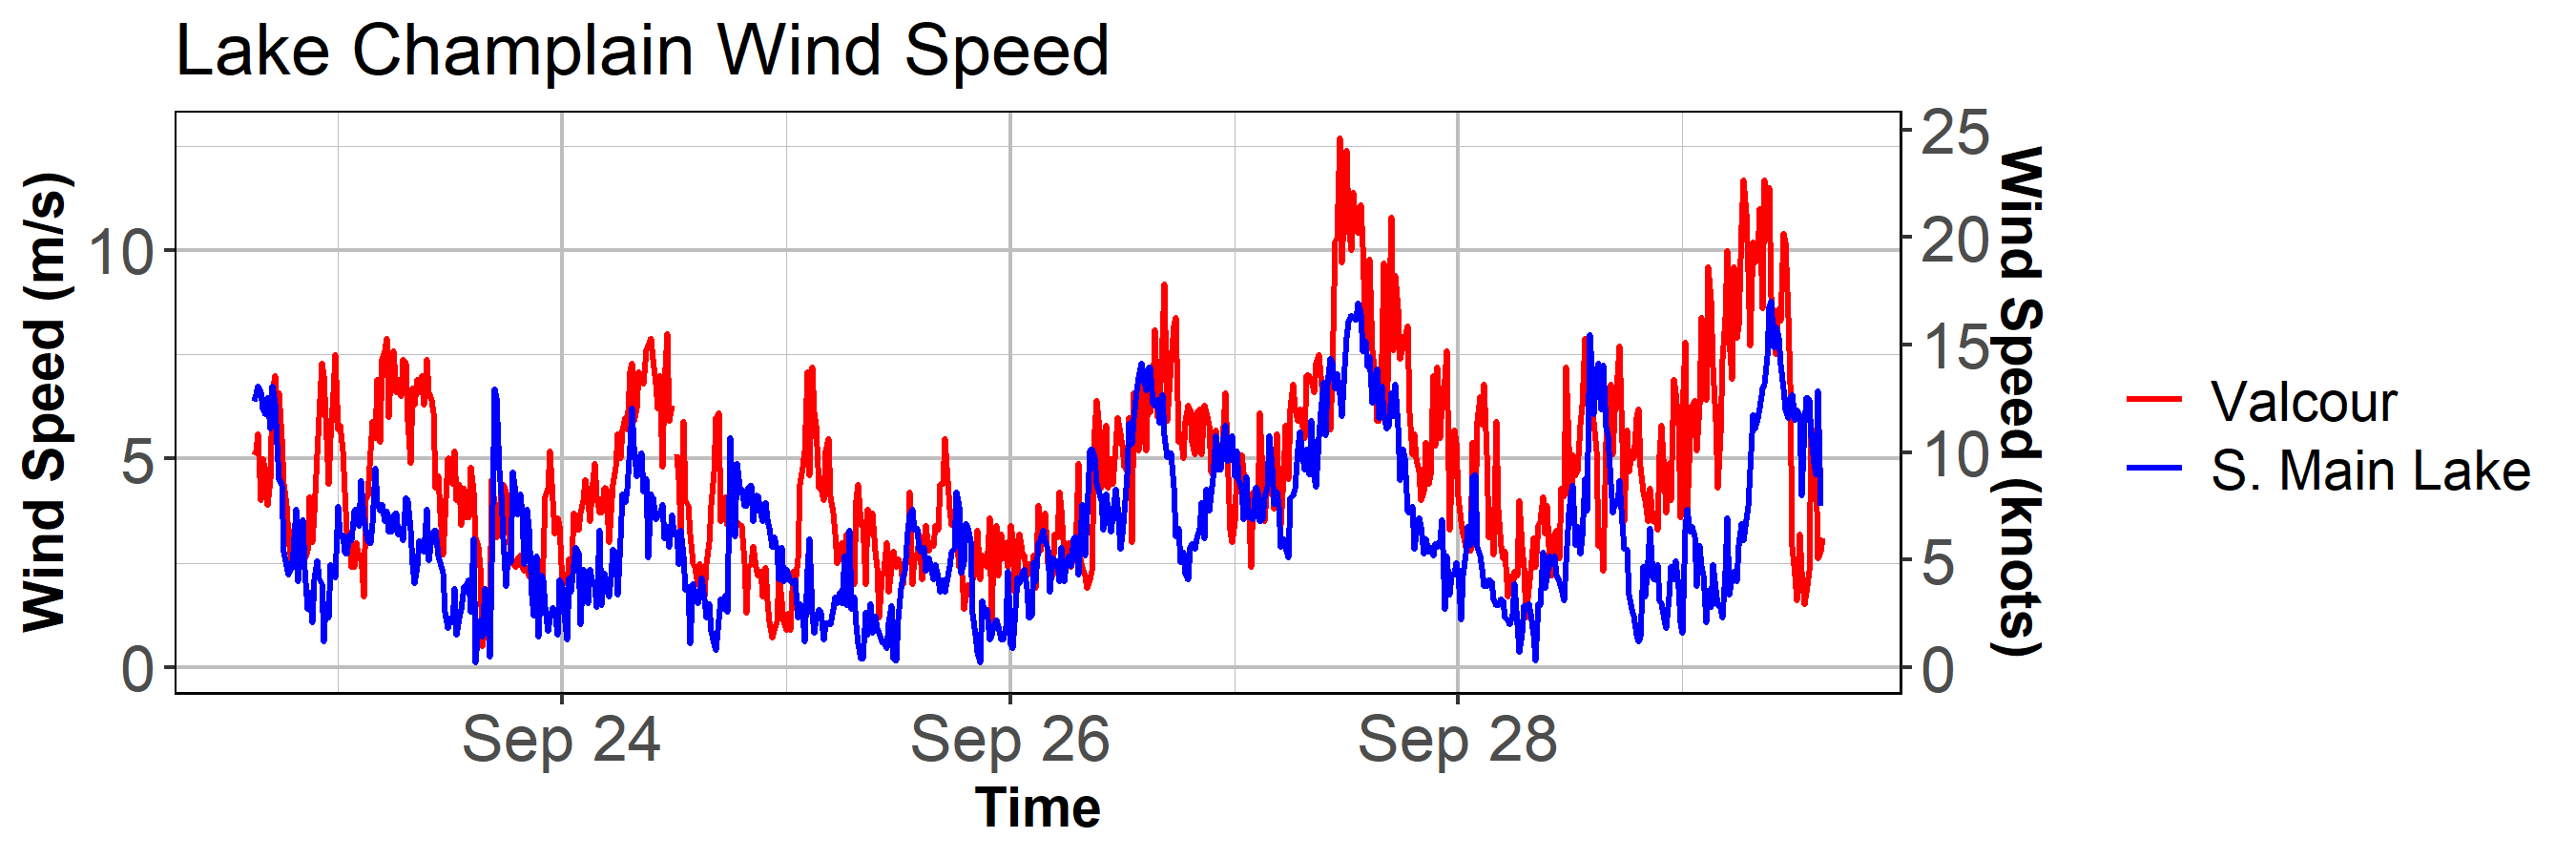 Lake Champlain Wind Speed
Wind Speed (m/s)
10
5
0
25
20
15
10
5
0
Wind Speed (knots)
Sep 24
Sep 26
Sep 28
Time
Valcour
S. Main Lake